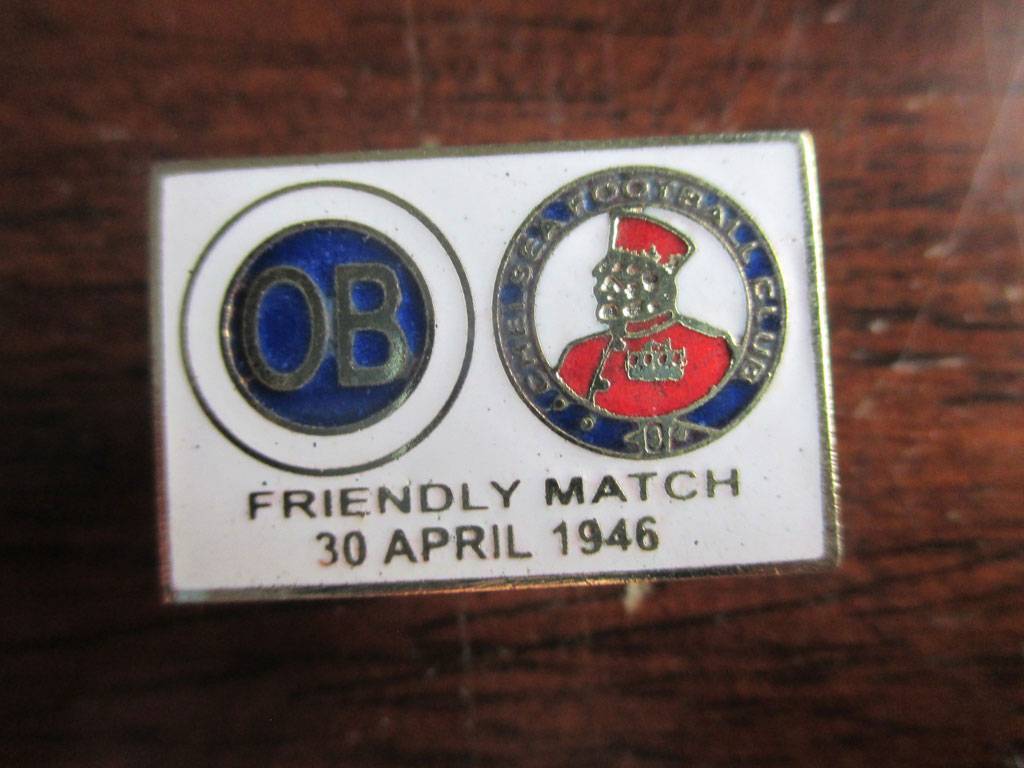 OB
CHELSEA FOOTBALL CLUB
FRIENDLY MATCH
30 APRIL 1946